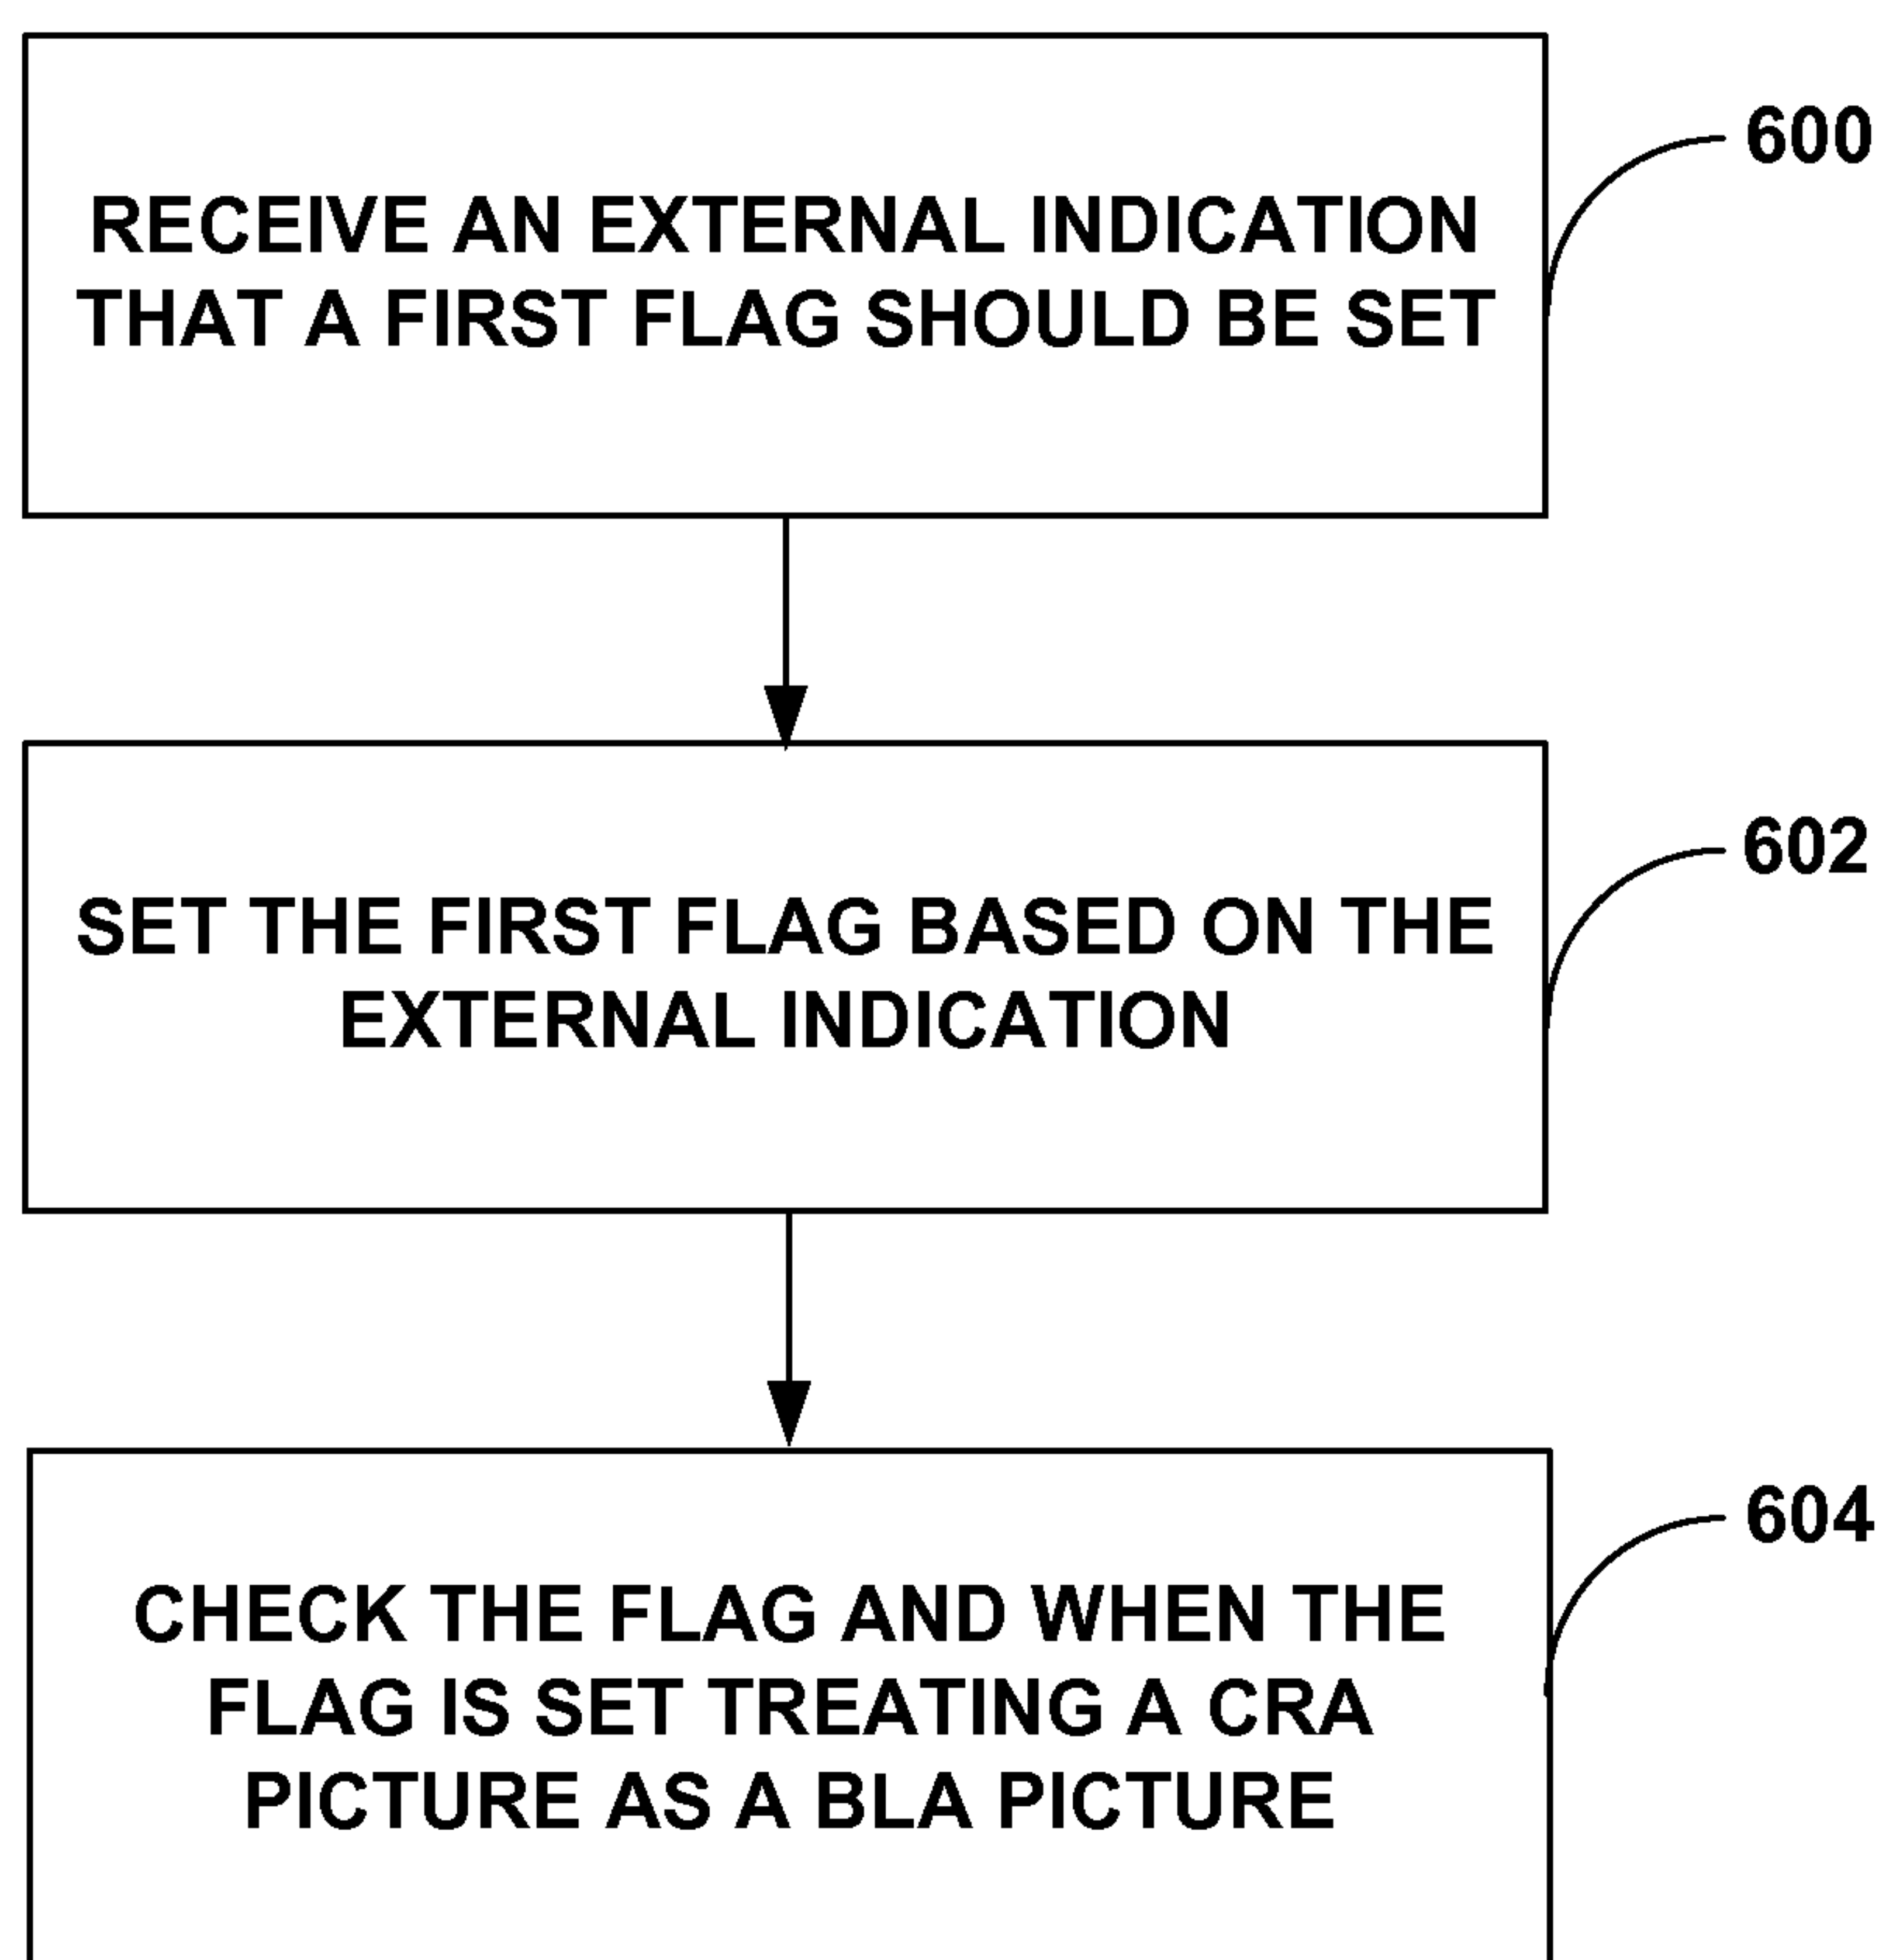 RECEIVE AN EXTERNAL INDICATION
THAT A FIRST FLAG SHOULD BE SET
600
SET THE FIRST FLAG BASED ON THE
EXTERNAL INDICATION
602
CHECK THE FLAG AND WHEN THE
FLAG IS SET TREATING A CRA
PICTURE AS A BLA PICTURE
604